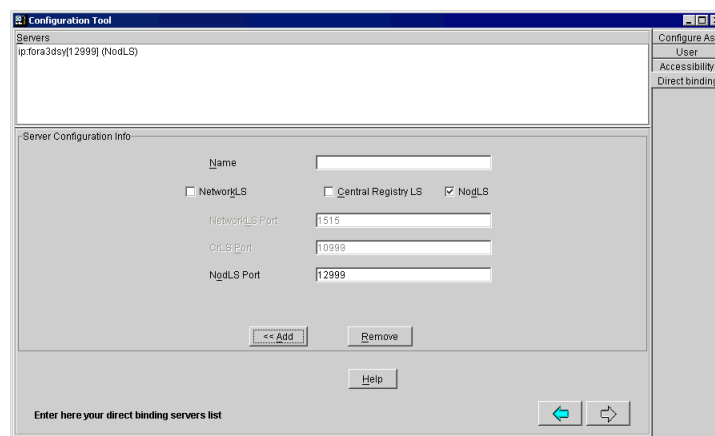 Configuration Tool
Servers
Configure As
ip:fora3dsy[12999] (NodLS)
User
Accessibility
Direct binding
Server Configuration Info
Name
NetworkLS
Central Registry LS
NodLS
NetworkLS Port
1515
CrLS Port
10999
NodLS Port
12999
<< Add
Remove
Help
Enter here your direct binding servers list